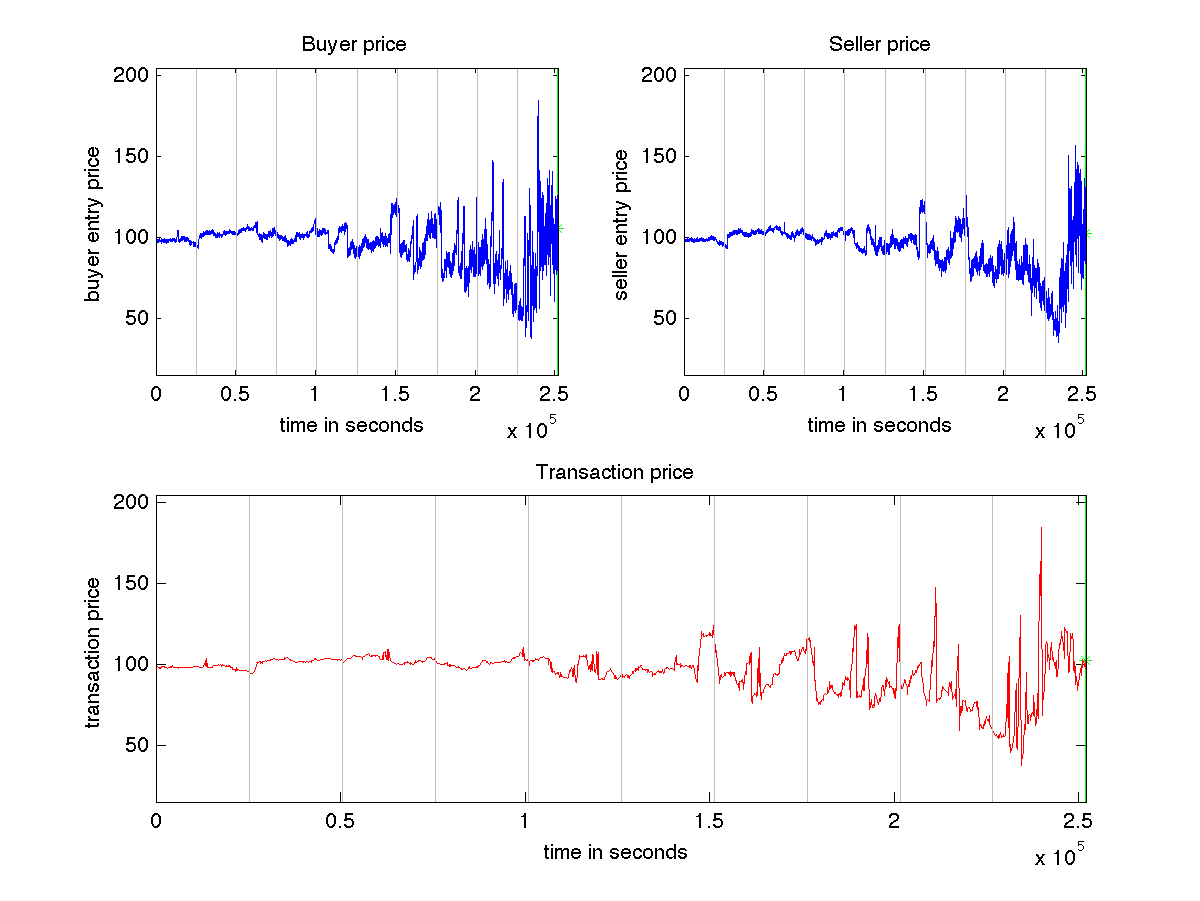 Buyer price
200
150
100
50
buyer entry price
0 0.5 1 1.5 2 2.5
time in seconds
x 10^5
Seller price
200
150
100
50
seller entry price
0 0.5 1 1.5 2 2.5
time in seconds
x 10^5
Transaction price
200
150
100
50
transaction price
0 0.5 1 1.5 2 2.5
time in seconds
x 10^5